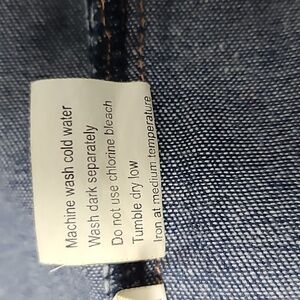 Machine wash cold water
Wash dark separately
Do not use chlorine bleach
Tumble dry low
Iron at medium temperature